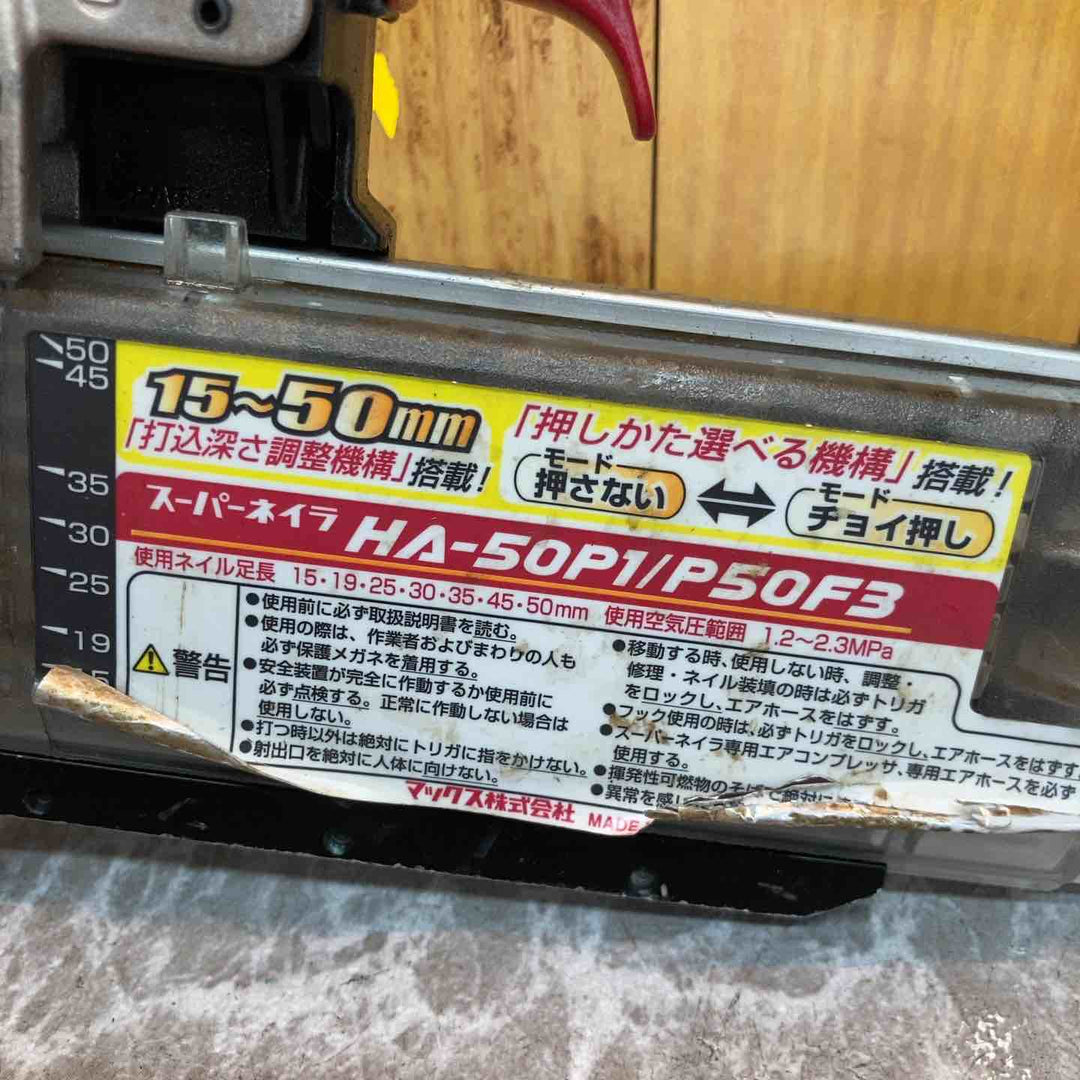 50
45
35
30
25
19
15～50mm
「打込深さ調整機構」搭載！
「押しかた選べる機構」搭載！
モード
押さない
モード
チョイ押し
スーパーネイラ HA-50P1/P50F3
使用ネイル足長 15・19・25・30・35・45・50mm 使用空気圧範囲 1.2～2.3MPa
警告
●使用前に必ず取扱説明書を読む。
●使用の際は、作業者およびまわりの人も
必ず保護メガネを着用する。
●安全装置が完全に作動するか使用前に
必ず点検する。正常に作動しない場合は
使用しない。
●打つ時以外は絶対にトリガに指をかけない。
●射出口を絶対に人体に向けない。
●移動する時、使用しない時、調整・
修理・ネイル装填の時は必ずトリガ
をロックし、エアホースをはずす。
●フック使用の時は、必ずトリガをロックし、エアホースをはずす
●スーパーネイラ専用エアコンプレッサ、専用エアホースを必ず
使用する。
●揮発性可燃物のそばで絶対に
●異常を感じ
マックス株式会社 MADE